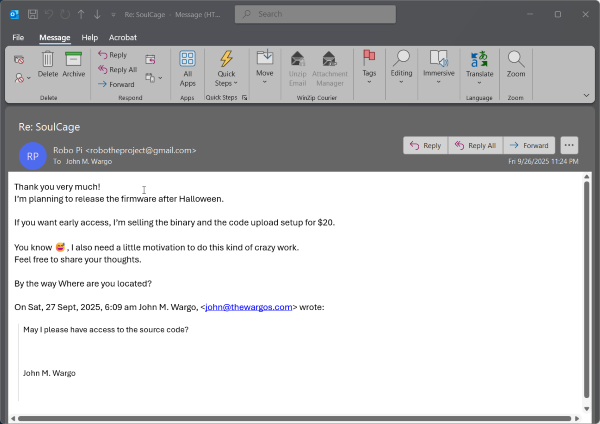 Re: SoulCage - Message (HT...
Search
File Message Help Acrobat
Delete
Archive
Reply
Reply All
Forward
All Apps
Quick Steps
Move
Unzip Email
Attachment Manager
Tags
Editing
Immersive
Translate
Zoom
Delete
Respond
Apps
Quick Steps
WinZip Courier
Language
Zoom
Re: SoulCage
RP
Robo Pi <robotheproject@gmail.com>
To John M. Wargo
Reply
Reply All
Forward
Fri 9/26/2025 11:24 PM
Thank you very much!
I'm planning to release the firmware after Halloween.
If you want early access, I'm selling the binary and the code upload setup for $20.
You know 😅 , I also need a little motivation to do this kind of crazy work.
Feel free to share your thoughts.
By the way Where are you located?
On Sat, 27 Sept, 2025, 6:09 am John M. Wargo, <john@thewargos.com> wrote:
May I please have access to the source code?
John M. Wargo